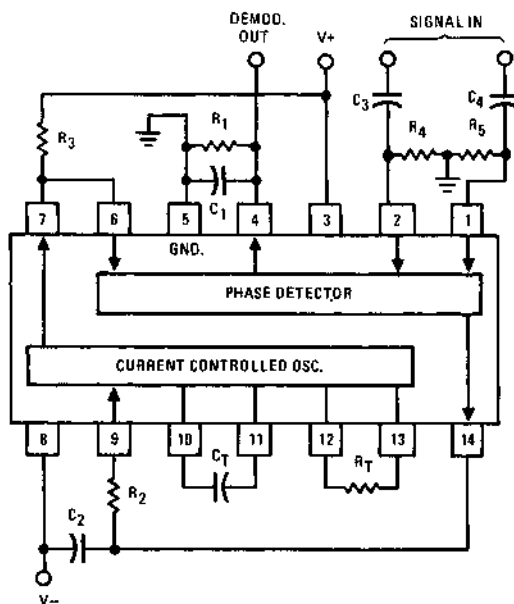 DEMOD.
OUT
V+
SIGNAL IN
C3
C4
R3
R1
R4
R5
C1
7
6
5
4
3
2
1
GND.
PHASE DETECTOR
CURRENT CONTROLLED OSC.
8
9
10
11
12
13
14
CT
RT
R2
C2
V–